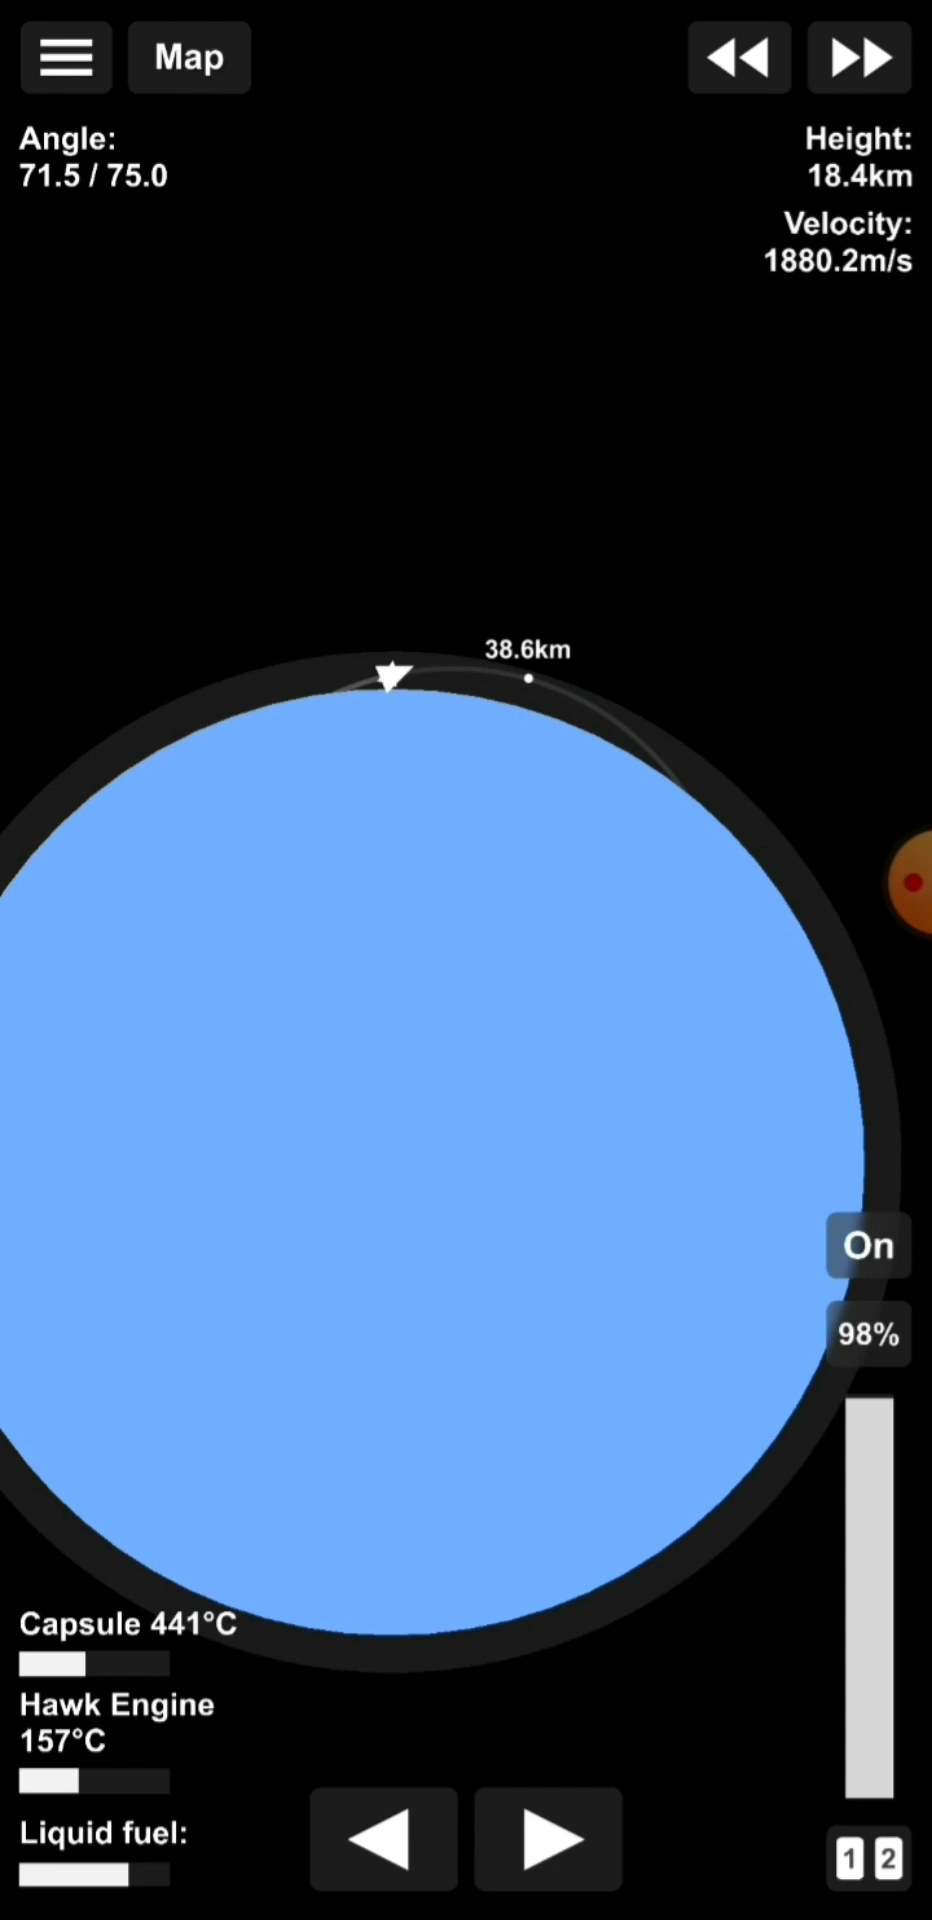 Map
Angle:
71.5 / 75.0
Height:
18.4km
Velocity:
1880.2m/s
38.6km
On
98%
Capsule 441°C
Hawk Engine
157°C
Liquid fuel:
1 2